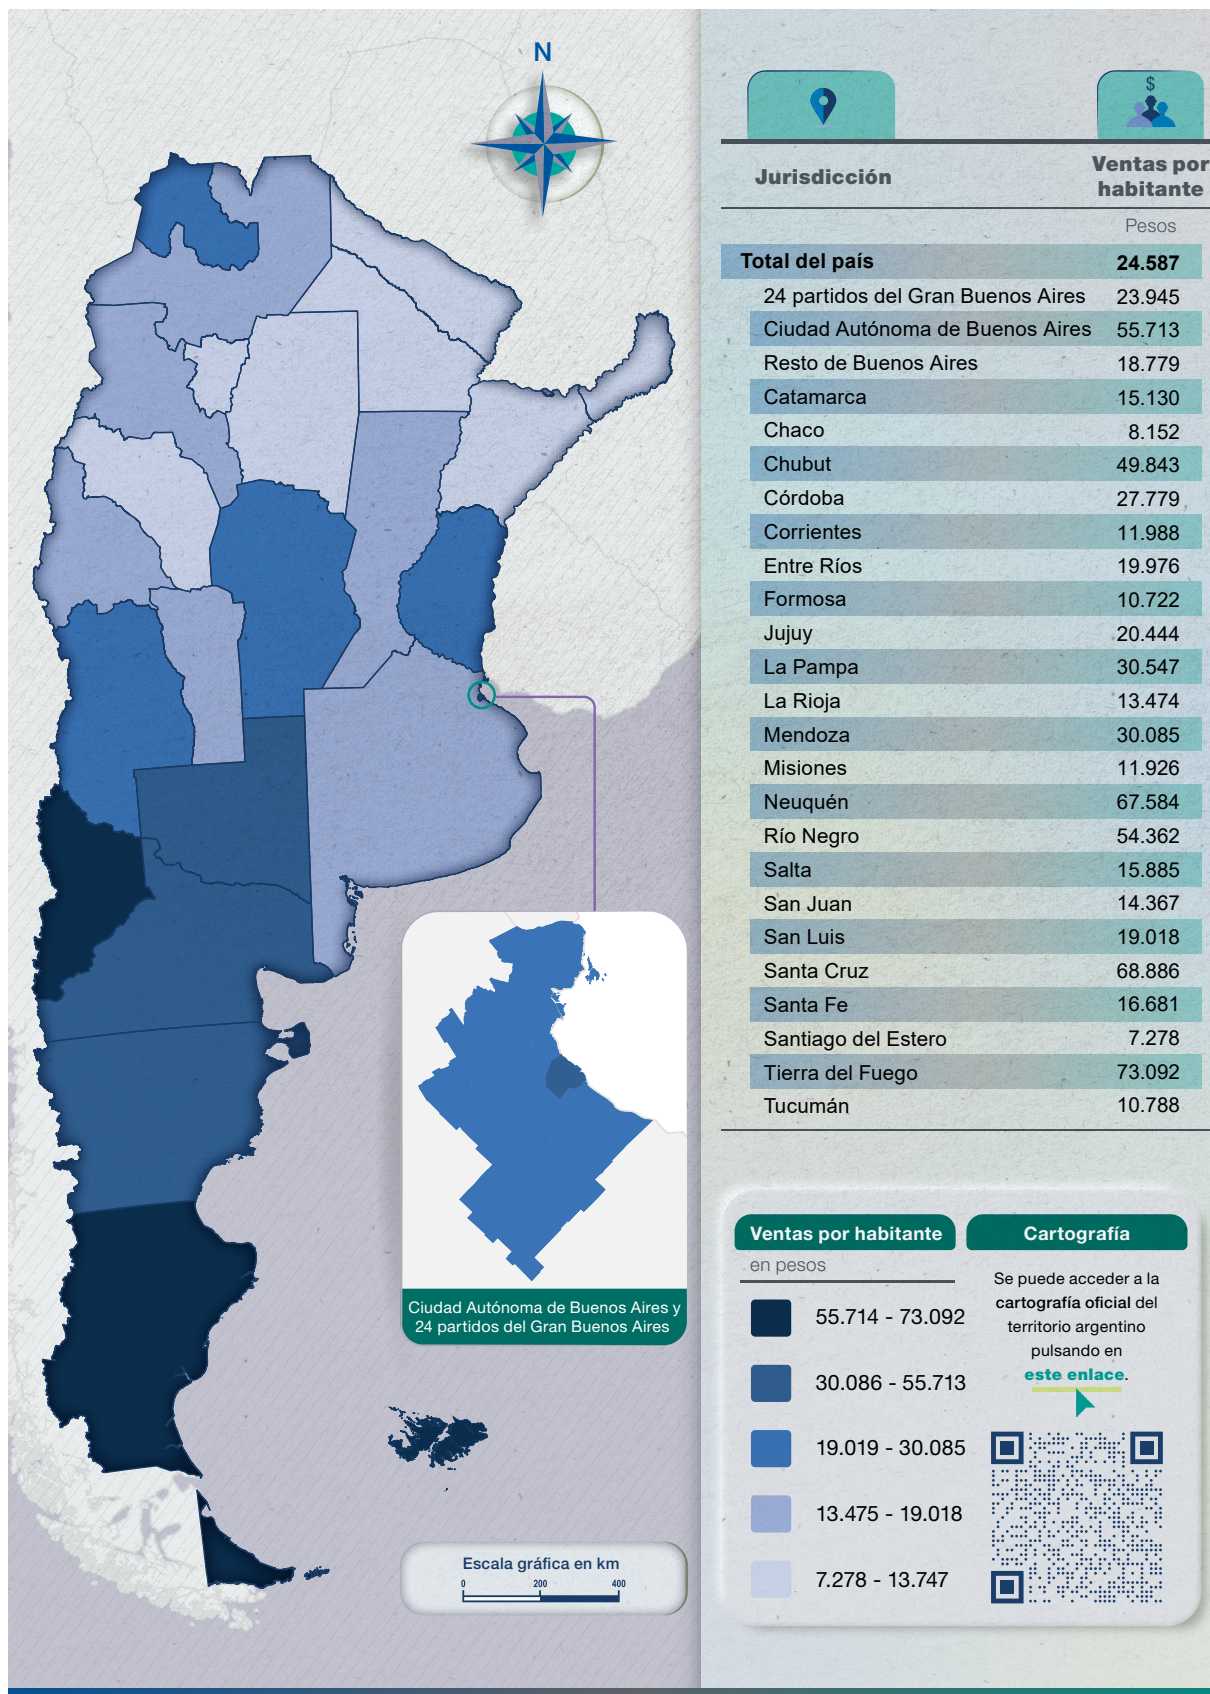 N
$
Jurisdicción
Ventas por
habitante
Pesos
Total del país 24.587
24 partidos del Gran Buenos Aires 23.945
Ciudad Autónoma de Buenos Aires 55.713
Resto de Buenos Aires 18.779
Catamarca 15.130
Chaco 8.152
Chubut 49.843
Córdoba 27.779
Corrientes 11.988
Entre Ríos 19.976
Formosa 10.722
Jujuy 20.444
La Pampa 30.547
La Rioja 13.474
Mendoza 30.085
Misiones 11.926
Neuquén 67.584
Río Negro 54.362
Salta 15.885
San Juan 14.367
San Luis 19.018
Santa Cruz 68.886
Santa Fe 16.681
Santiago del Estero 7.278
Tierra del Fuego 73.092
Tucumán 10.788
Ciudad Autónoma de Buenos Aires y
24 partidos del Gran Buenos Aires
Escala gráfica en km
0 200 400
Ventas por habitante
en pesos
55.714 - 73.092
30.086 - 55.713
19.019 - 30.085
13.475 - 19.018
7.278 - 13.747
Cartografía
Se puede acceder a la
cartografía oficial del
territorio argentino
pulsando en
este enlace.